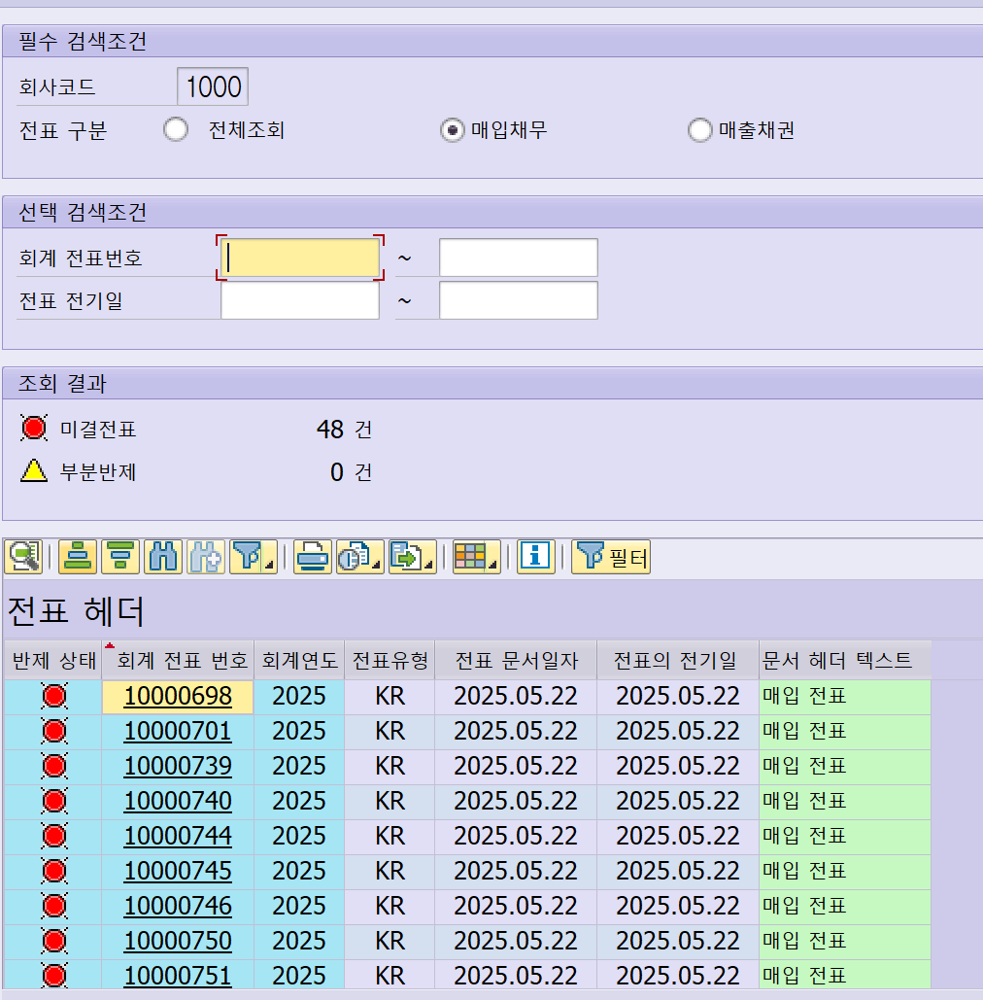 필수 검색조건
회사코드 1000
전표 구분 전체조회 매입채무 매출채권
선택 검색조건
회계 전표번호 ~
전표 전기일 ~
조회 결과
미결전표 48 건
부분반제 0 건
필터
전표 헤더
반제 상태 회계 전표 번호 회계연도 전표유형 전표 문서일자 전표의 전기일 문서 헤더 텍스트
10000698 2025 KR 2025.05.22 2025.05.22 매입 전표
10000701 2025 KR 2025.05.22 2025.05.22 매입 전표
10000739 2025 KR 2025.05.22 2025.05.22 매입 전표
10000740 2025 KR 2025.05.22 2025.05.22 매입 전표
10000744 2025 KR 2025.05.22 2025.05.22 매입 전표
10000745 2025 KR 2025.05.22 2025.05.22 매입 전표
10000746 2025 KR 2025.05.22 2025.05.22 매입 전표
10000750 2025 KR 2025.05.22 2025.05.22 매입 전표
10000751 2025 KR 2025.05.22 2025.05.22 매입 전표